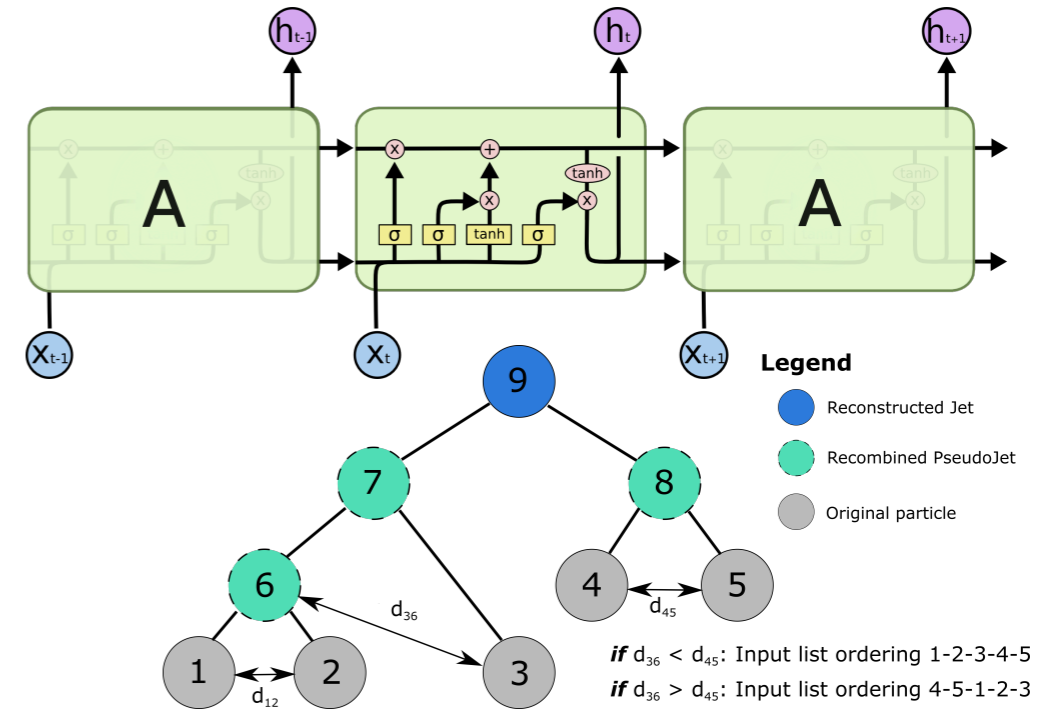 hₜ₋₁ hₜ hₜ₊₁
x + tanh x σ σ σ A
x + tanh x x σ σ tanh σ
x + tanh x σ σ σ A
xₜ₋₁ xₜ xₜ₊₁
Legend
Reconstructed Jet
Recombined PseudoJet
Original particle
9
7 8
6 4 5
d₃₆ d₄₅
1 2 3
d₁₂
if d₃₆ < d₄₅: Input list ordering 1-2-3-4-5
if d₃₆ > d₄₅: Input list ordering 4-5-1-2-3